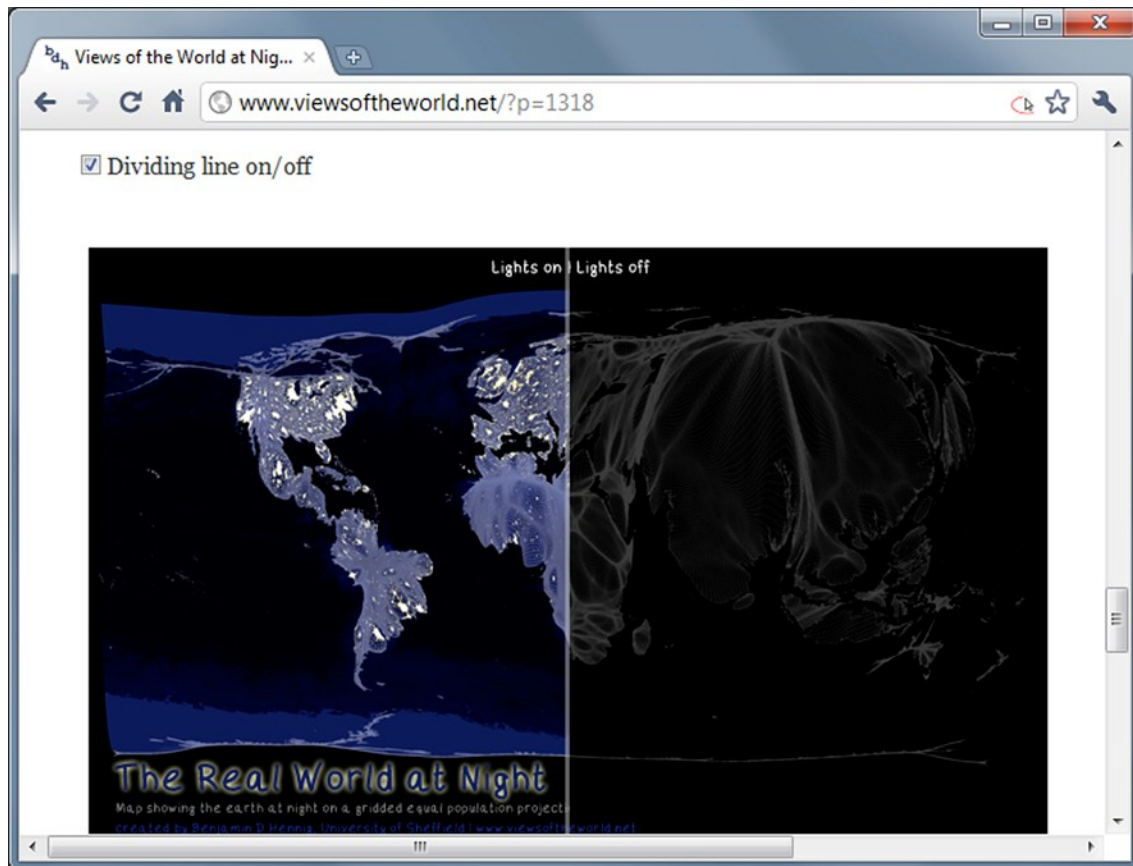 Views of the World at Nig...
www.viewsoftheworld.net/?p=1318
Dividing line on/off
Lights on | Lights off
The Real World at Night
Map showing the earth at night on a gridded equal population projecti
created by Benjamin D.Hennig, University of Sheffield | www.viewsoftheworld.net